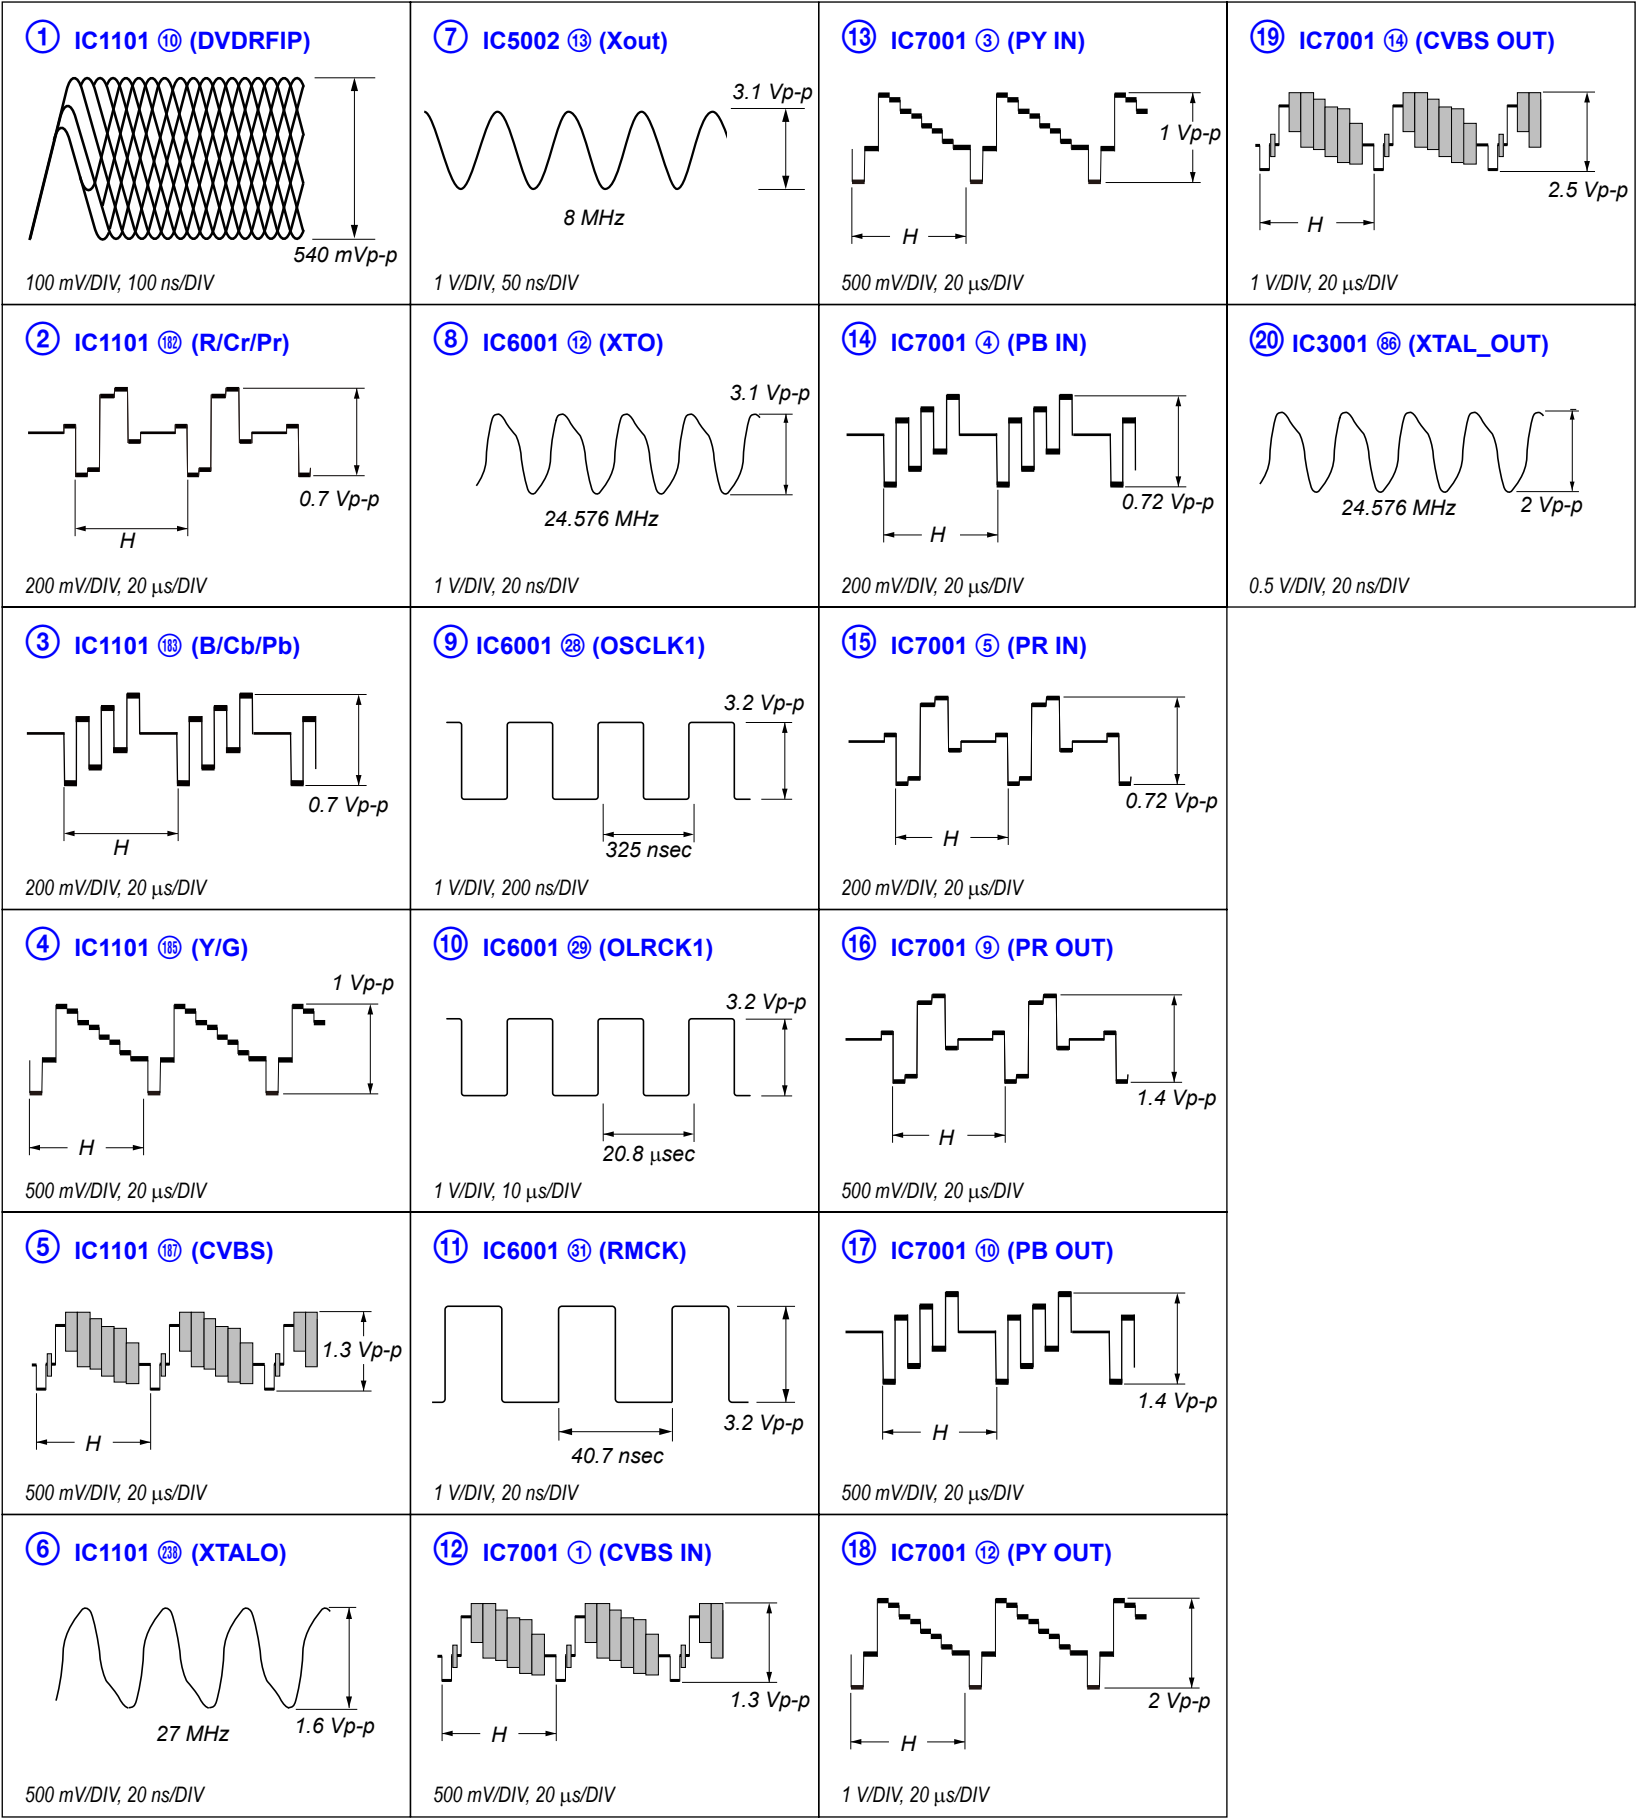 ① IC1101 ⑩ (DVDRFIP)
540 mVp-p
100 mV/DIV, 100 ns/DIV
② IC1101 182 (R/Cr/Pr)
0.7 Vp-p
H
200 mV/DIV, 20 µs/DIV
③ IC1101 183 (B/Cb/Pb)
0.7 Vp-p
H
200 mV/DIV, 20 µs/DIV
④ IC1101 185 (Y/G)
1 Vp-p
H
500 mV/DIV, 20 µs/DIV
⑤ IC1101 187 (CVBS)
1.3 Vp-p
H
500 mV/DIV, 20 µs/DIV
⑥ IC1101 238 (XTALO)
27 MHz
1.6 Vp-p
500 mV/DIV, 20 ns/DIV
⑦ IC5002 ⑬ (Xout)
3.1 Vp-p
8 MHz
1 V/DIV, 50 ns/DIV
⑧ IC6001 ⑫ (XTO)
3.1 Vp-p
24.576 MHz
1 V/DIV, 20 ns/DIV
⑨ IC6001 ㉘ (OSCLK1)
3.2 Vp-p
325 nsec
1 V/DIV, 200 ns/DIV
⑩ IC6001 ㉙ (OLRCK1)
3.2 Vp-p
20.8 µsec
1 V/DIV, 10 µs/DIV
⑪ IC6001 ㉛ (RMCK)
3.2 Vp-p
40.7 nsec
1 V/DIV, 20 ns/DIV
⑫ IC7001 ① (CVBS IN)
1.3 Vp-p
H
500 mV/DIV, 20 µs/DIV
⑬ IC7001 ③ (PY IN)
1 Vp-p
H
500 mV/DIV, 20 µs/DIV
⑭ IC7001 ④ (PB IN)
0.72 Vp-p
H
200 mV/DIV, 20 µs/DIV
⑮ IC7001 ⑤ (PR IN)
0.72 Vp-p
H
200 mV/DIV, 20 µs/DIV
⑯ IC7001 ⑨ (PR OUT)
1.4 Vp-p
H
500 mV/DIV, 20 µs/DIV
⑰ IC7001 ⑩ (PB OUT)
1.4 Vp-p
H
500 mV/DIV, 20 µs/DIV
⑱ IC7001 ⑫ (PY OUT)
2 Vp-p
H
1 V/DIV, 20 µs/DIV
⑲ IC7001 ⑭ (CVBS OUT)
2.5 Vp-p
H
1 V/DIV, 20 µs/DIV
⑳ IC3001 86 (XTAL_OUT)
24.576 MHz
2 Vp-p
0.5 V/DIV, 20 ns/DIV